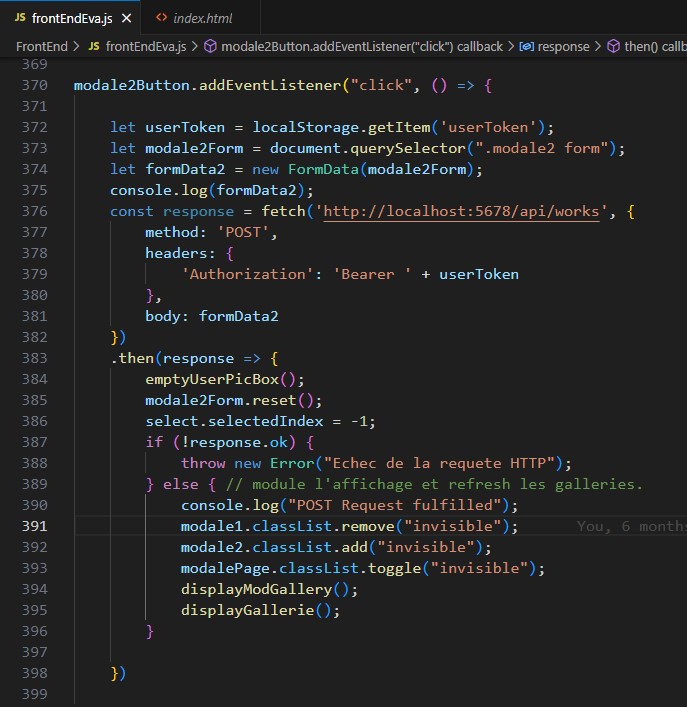 JS frontEndEva.js × <> index.html
FrontEnd > JS frontEndEva.js > modale2Button.addEventListener("click") callback > response > then() callb
369
370 modale2Button.addEventListener("click", () => {
371
372 let userToken = localStorage.getItem('userToken');
373 let modale2Form = document.querySelector(".modale2 form");
374 let formData2 = new FormData(modale2Form);
375 console.log(formData2);
376 const response = fetch('http://localhost:5678/api/works', {
377 method: 'POST',
378 headers: {
379 'Authorization': 'Bearer ' + userToken
380 },
381 body: formData2
382 })
383 .then(response => {
384 emptyUserPicBox();
385 modale2Form.reset();
386 select.selectedIndex = -1;
387 if (!response.ok) {
388 throw new Error("Echec de la requete HTTP");
389 } else { // module l'affichage et refresh les galleries.
390 console.log("POST Request fulfilled");
391 modale1.classList.remove("invisible"); You, 6 months
392 modale2.classList.add("invisible");
393 modalePage.classList.toggle("invisible");
394 displayModGallery();
395 displayGallerie();
396 }
397
398 })
399